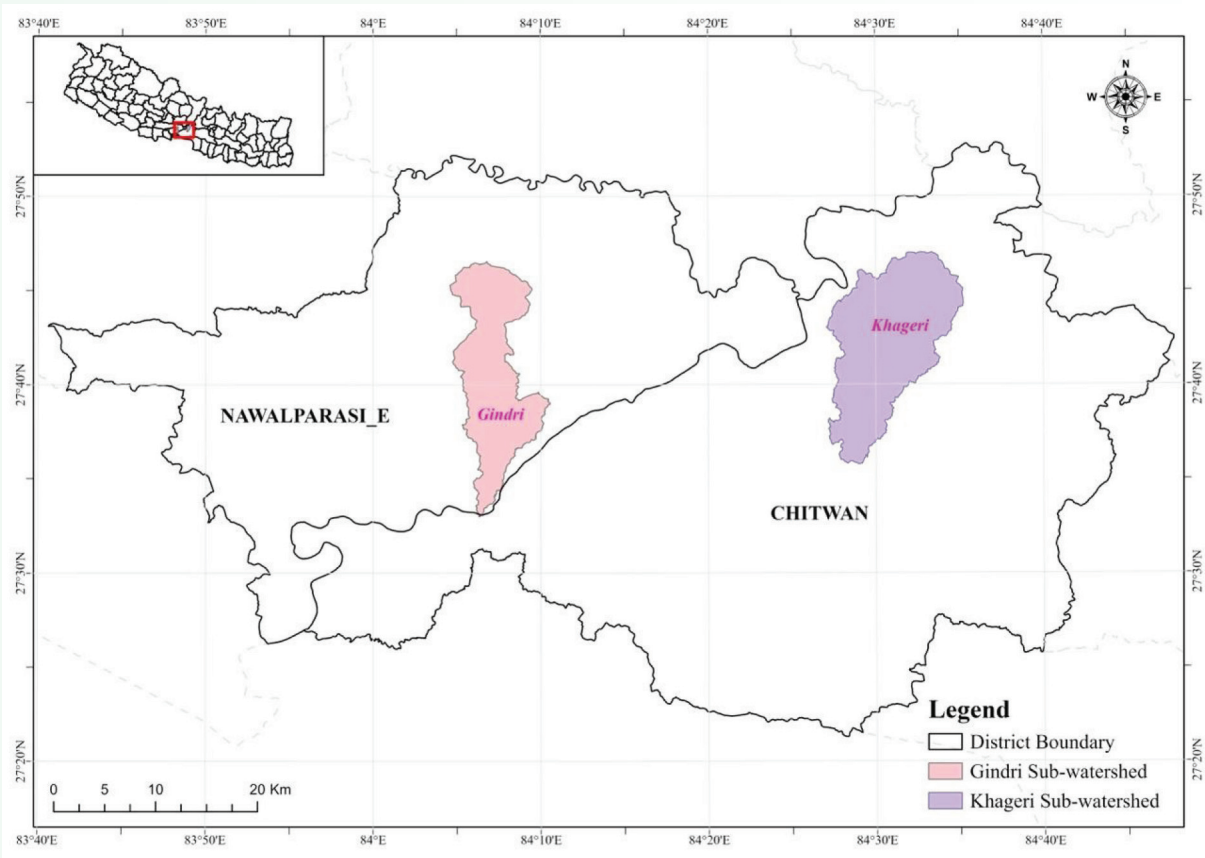 83°40'E 83°50'E 84°E 84°10'E 84°20'E 84°30'E 84°40'E
N
W E
S
27°50'N 27°50'N
Khageri
27°40'N 27°40'N
NAWALPARASI_E
Gindri
CHITWAN
27°30'N 27°30'N
Legend
District Boundary
27°20'N 27°20'N
Gindri Sub-watershed
0 5 10 20 Km
Khageri Sub-watershed
83°40'E 83°50'E 84°E 84°10'E 84°20'E 84°30'E 84°40'E